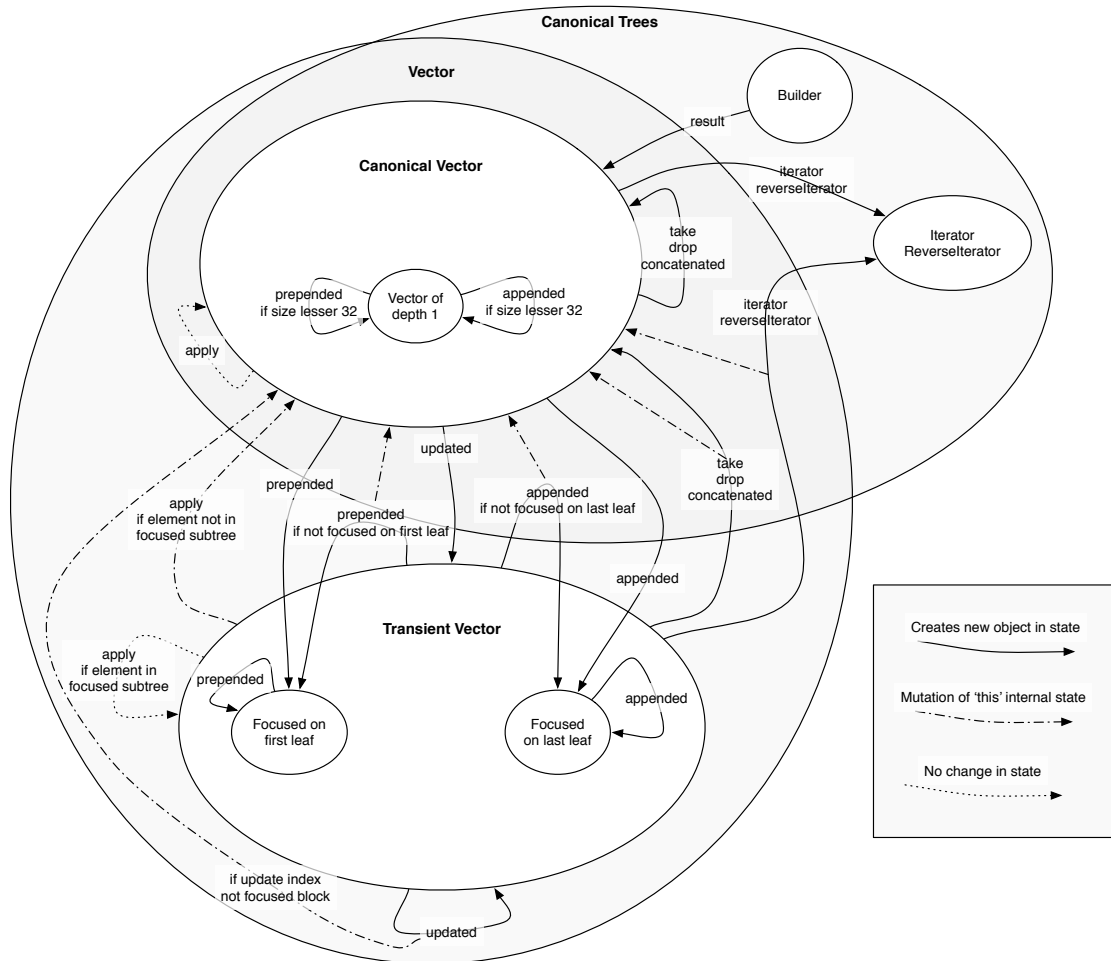 Canonical Trees
Vector
Builder
result
Canonical Vector
iterator
reverseIterator
take
drop
concatenated
Iterator
ReverseIterator
prepended
if size lesser 32
Vector of
depth 1
appended
if size lesser 32
iterator
reverseIterator
apply
updated
prepended
take
drop
concatenated
apply
if element not in
focused subtree
prepended
if not focused on first leaf
appended
if not focused on last leaf
appended
Transient Vector
Creates new object in state
apply
if element in
focused subtree
prepended
appended
Mutation of ‘this’ internal state
Focused on
first leaf
Focused
on last leaf
No change in state
if update index
not focused block
updated